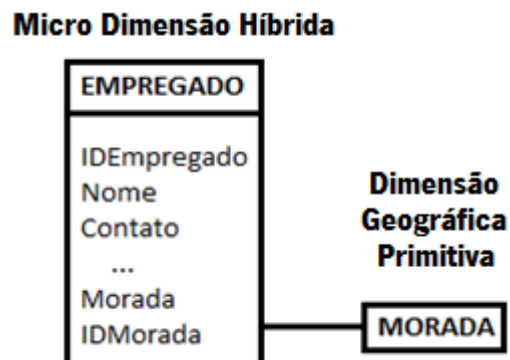 Micro Dimensão Híbrida
EMPREGADO
IDEmpregado
Nome
Contato
...
Morada
IDMorada
Dimensão
Geográfica
Primitiva
MORADA